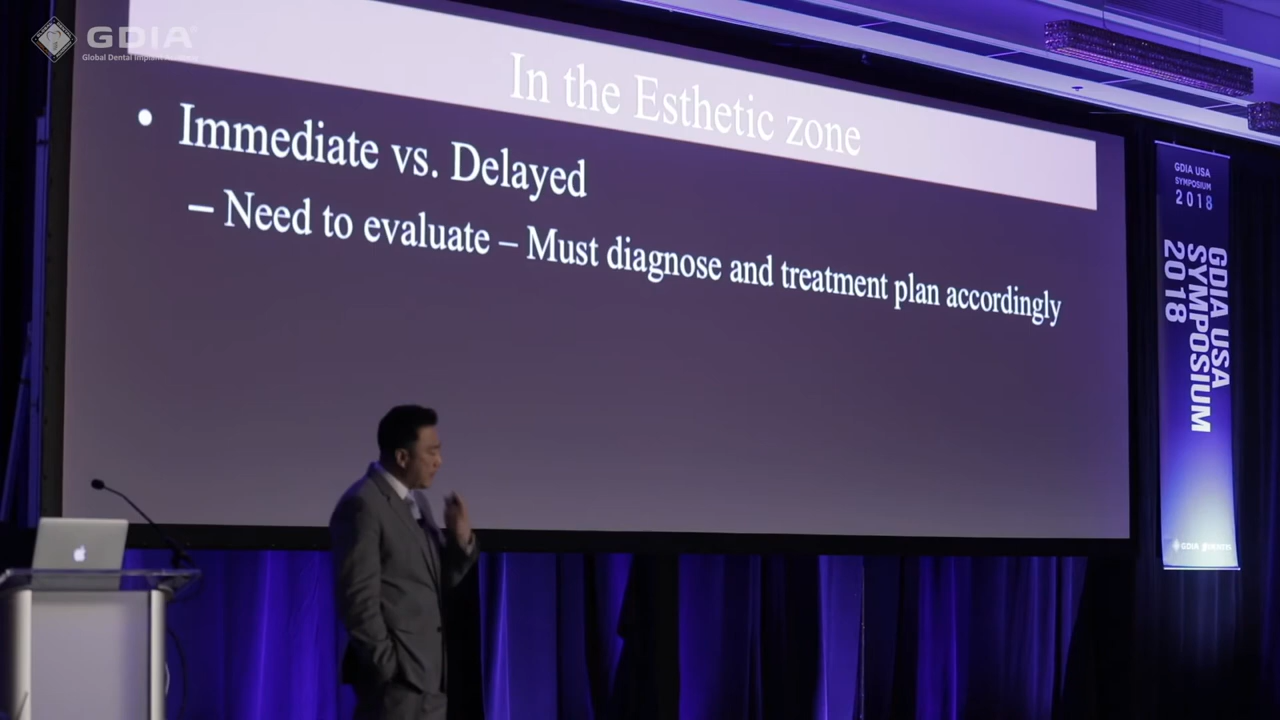 GDIA
Global Dental Implant
In the Esthetic zone
• Immediate vs. Delayed
– Need to evaluate – Must diagnose and treatment plan accordingly
GDIA USA
SYMPOSIUM
2018
GDIA USA
SYMPOSIUM
2018
GDIA